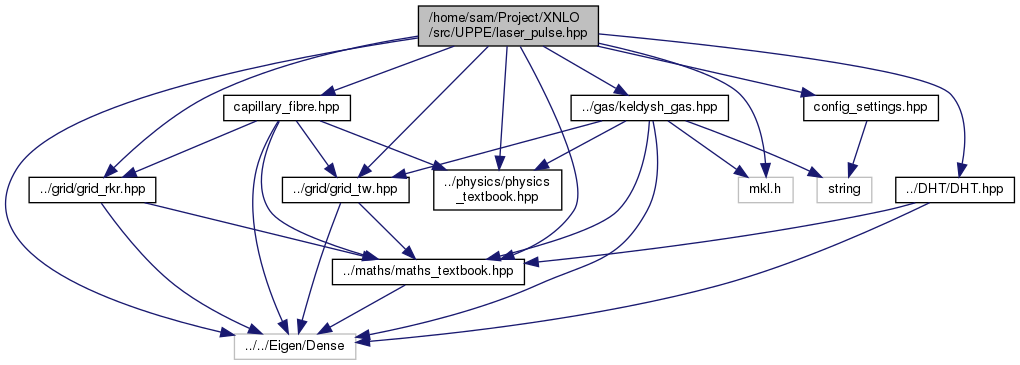 /home/sam/Project/XNLO
/src/UPPE/laser_pulse.hpp
capillary_fibre.hpp
../gas/keldysh_gas.hpp
config_settings.hpp
../grid/grid_rkr.hpp
../grid/grid_tw.hpp
../physics/physics
_textbook.hpp
mkl.h
string
../DHT/DHT.hpp
../maths/maths_textbook.hpp
../../Eigen/Dense